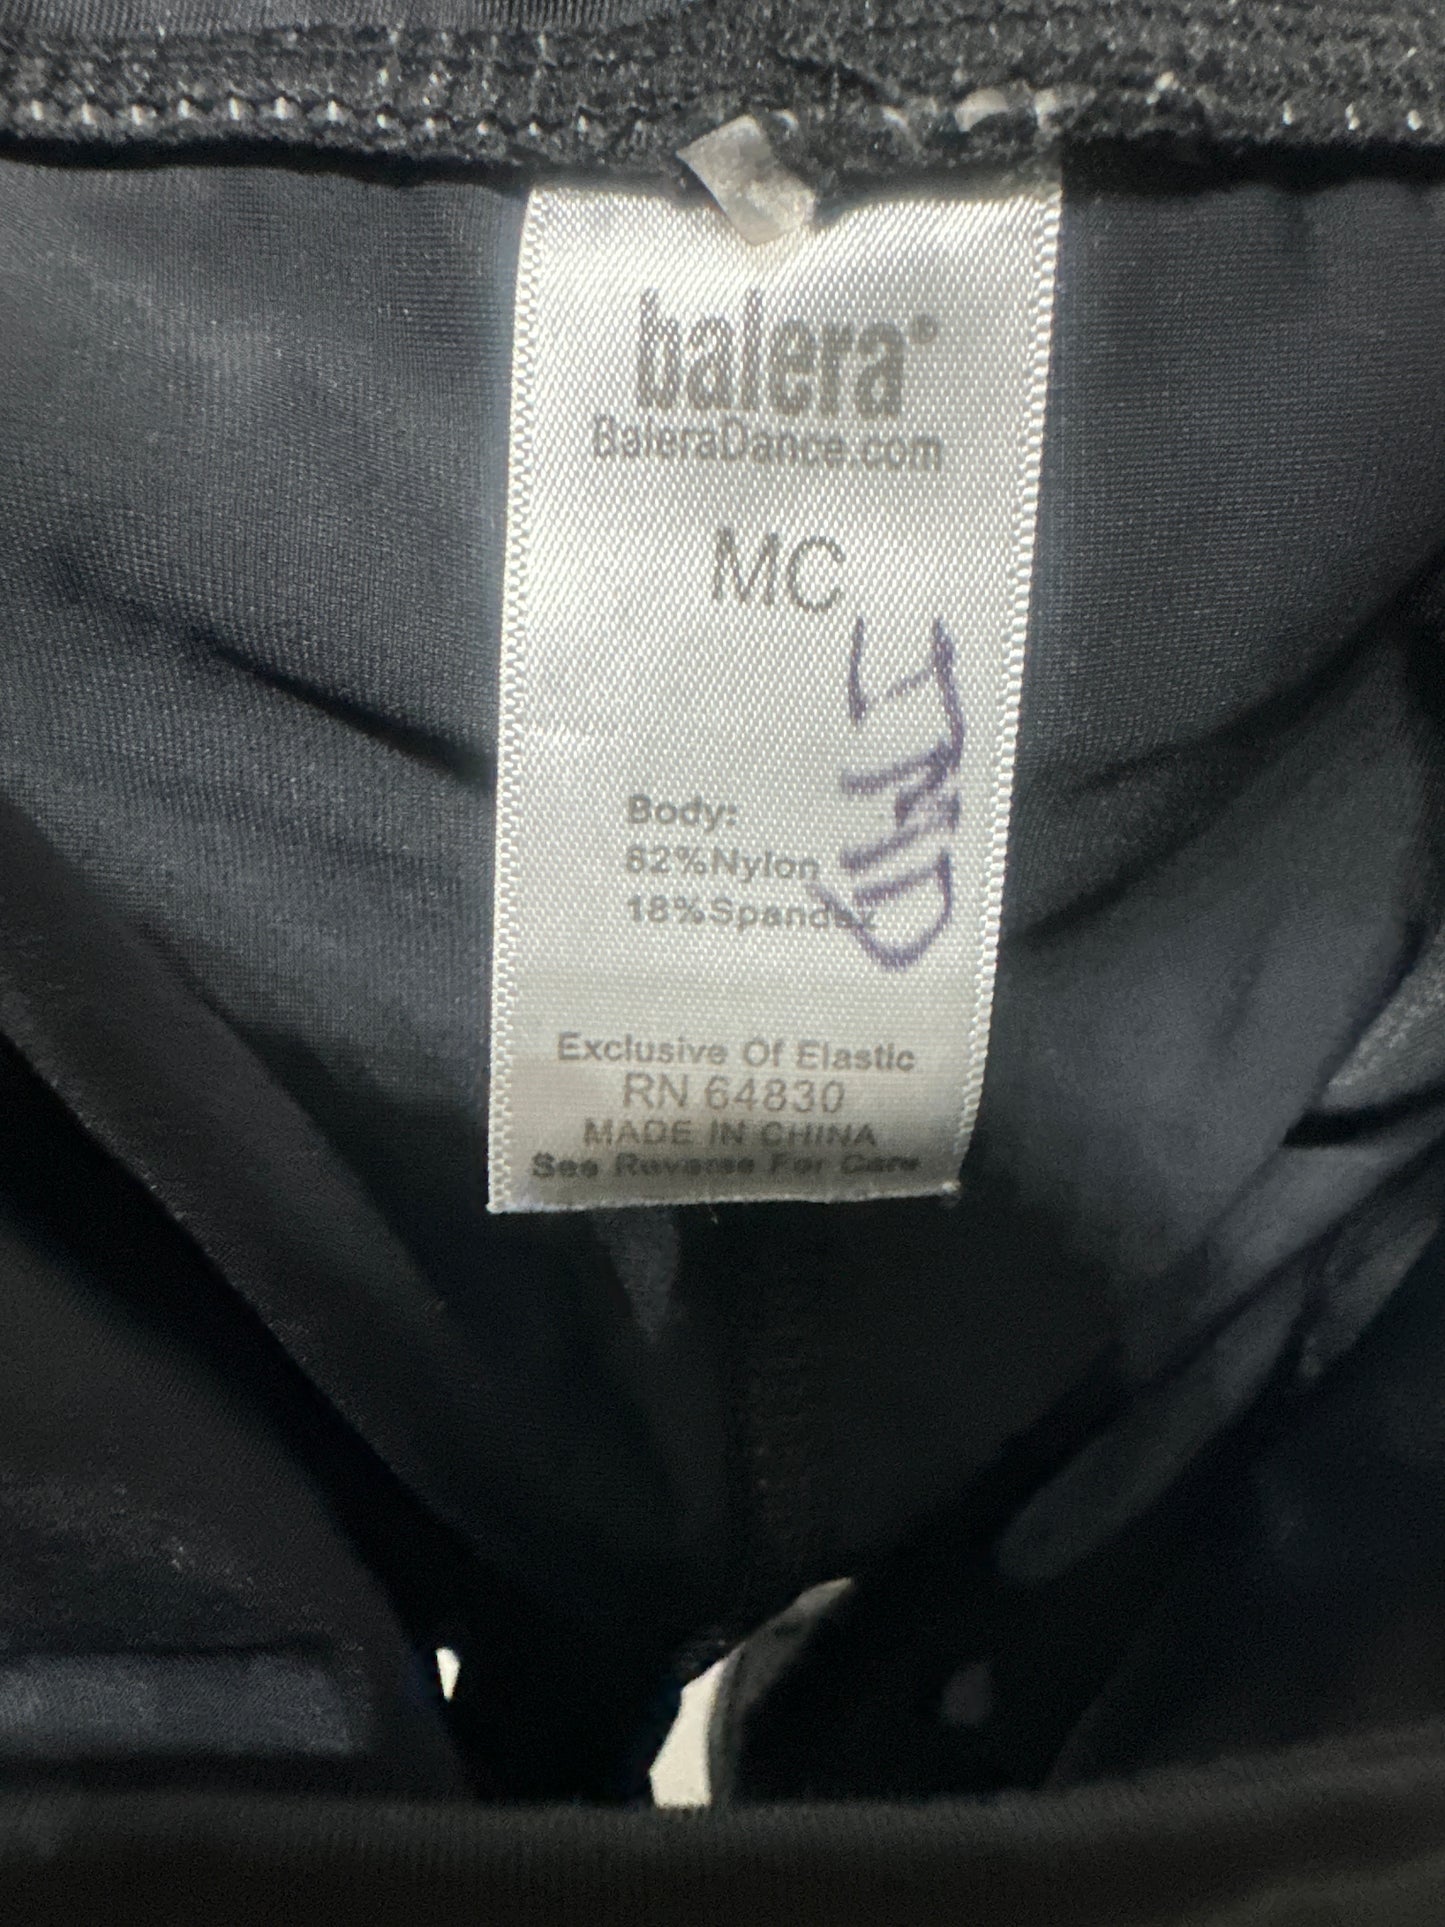 balera®
BaleraDance.com
MC
Body:
82%Nylon
18%Spandex
Exclusive Of Elastic
RN 64830
MADE IN CHINA
See Reverse For Care